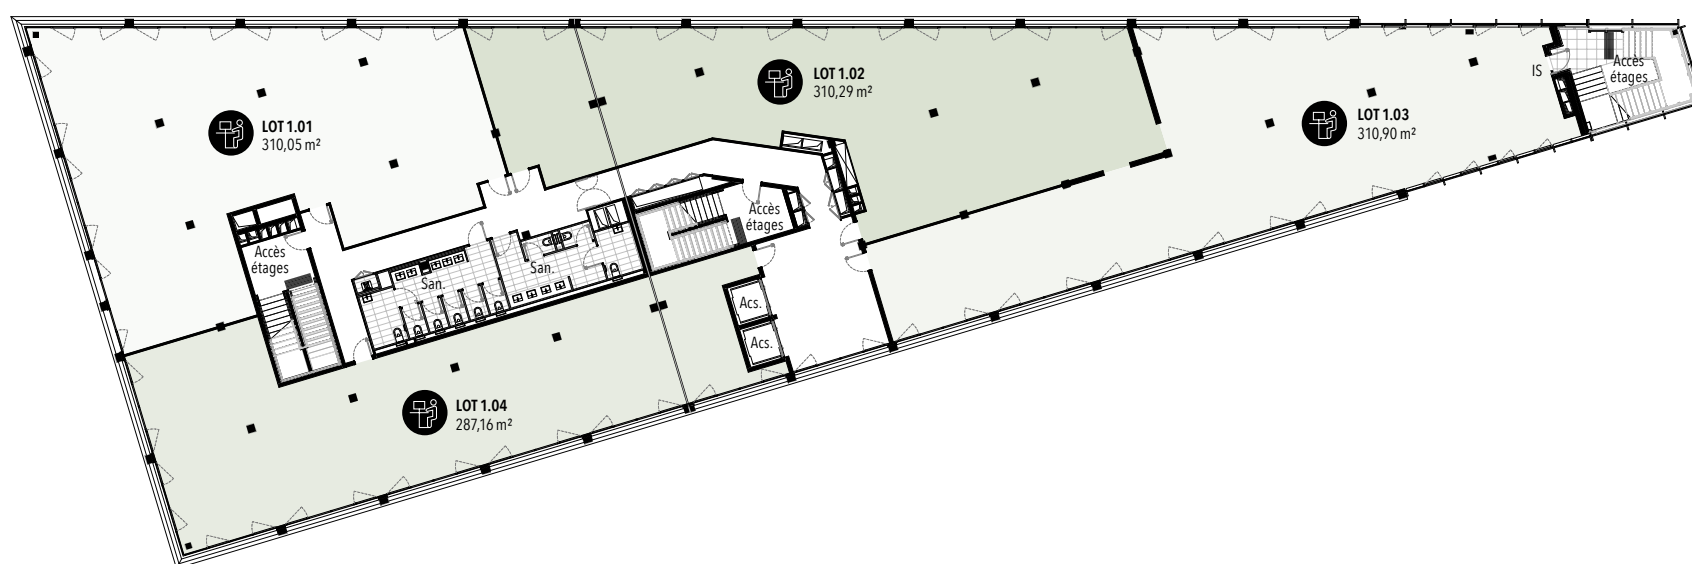 LOT 1.01
310,05 m²
LOT 1.02
310,29 m²
LOT 1.03
310,90 m²
IS
Accès
étages
Accès
étages
Accès
étages
San.
San.
Acs.
Acs.
LOT 1.04
287,16 m²